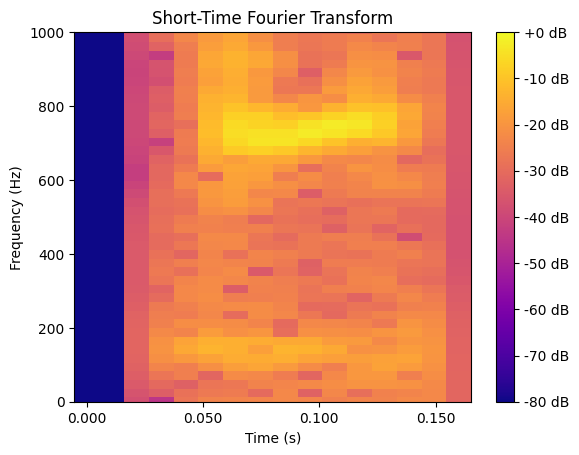 Short-Time Fourier Transform
1000
800
600
400
200
0
Frequency (Hz)
0.000
0.050
0.100
0.150
Time (s)
+0 dB
-10 dB
-20 dB
-30 dB
-40 dB
-50 dB
-60 dB
-70 dB
-80 dB